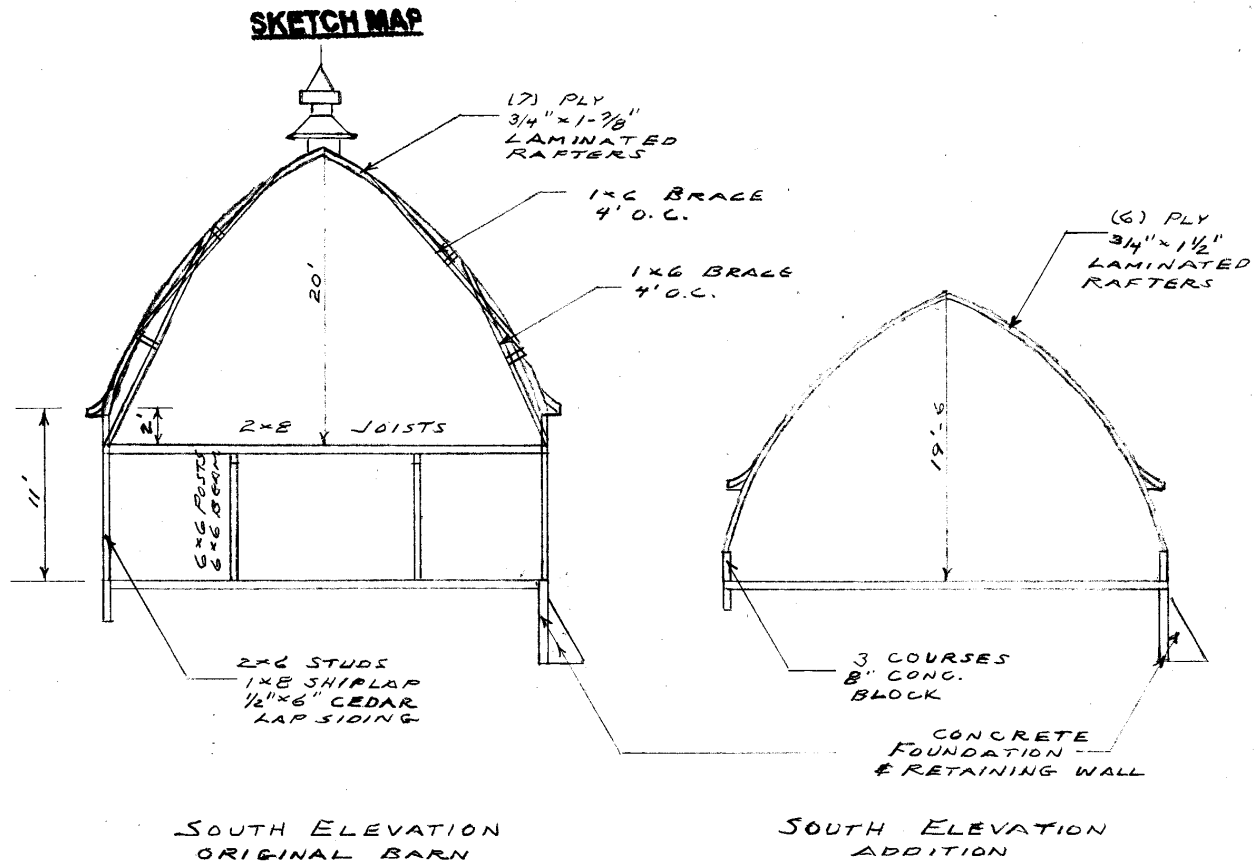 SKETCH MAP
(7) PLY
3/4" x 1-7/8"
LAMINATED
RAFTERS
1x6 BRACE
4' O.C.
1x6 BRACE
4' O.C.
20'
2'
11'
2x8 JOISTS
6x6 POSTS
6x6 BEAM
2x6 STUDS
1x8 SHIPLAP
1/2"x6" CEDAR
LAP SIDING
(6) PLY
3/4" x 1 1/2"
LAMINATED
RAFTERS
19'-6
3 COURSES
8" CONC.
BLOCK
CONCRETE
FOUNDATION
& RETAINING WALL
SOUTH ELEVATION
ORIGINAL BARN
SOUTH ELEVATION
ADDITION